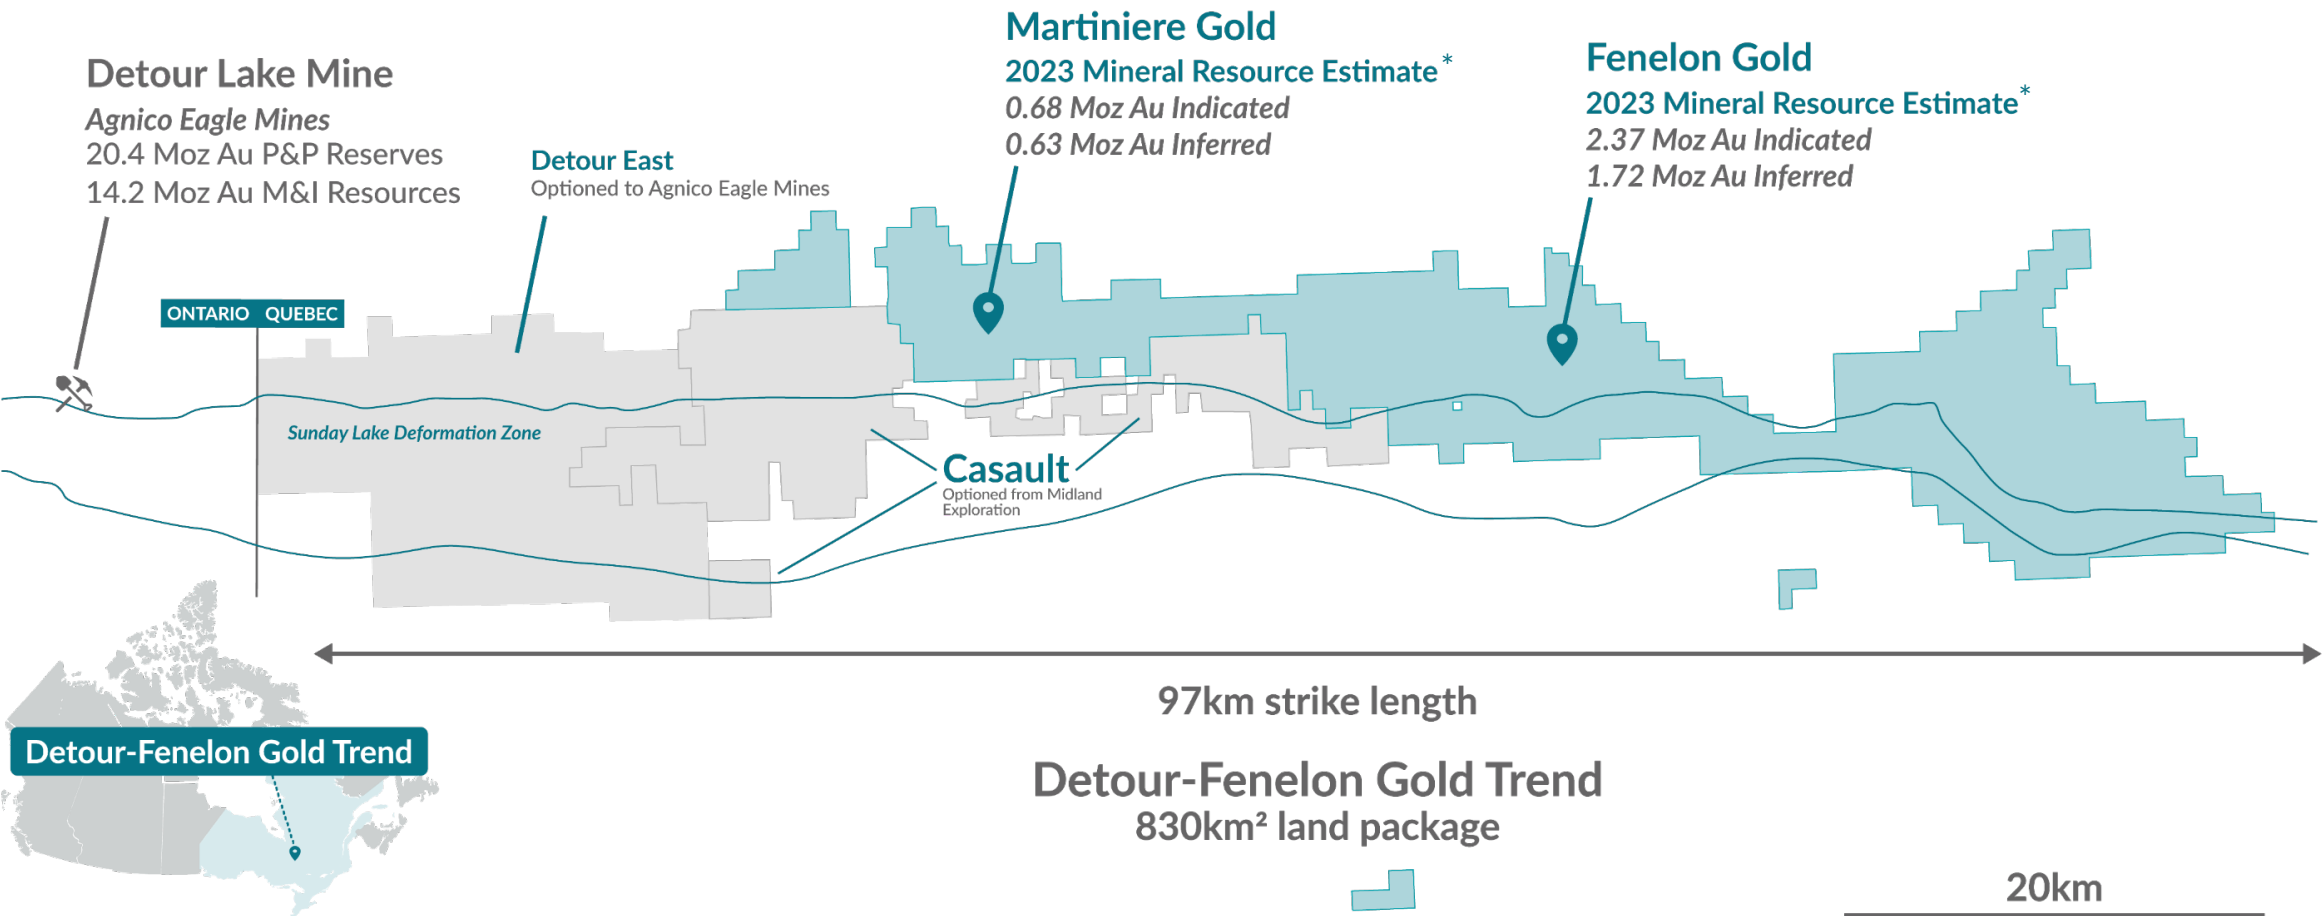 Martiniere Gold
2023 Mineral Resource Estimate*
0.68 Moz Au Indicated
0.63 Moz Au Inferred
Fenelon Gold
2023 Mineral Resource Estimate*
2.37 Moz Au Indicated
1.72 Moz Au Inferred
Detour Lake Mine
Agnico Eagle Mines
20.4 Moz Au P&P Reserves
14.2 Moz Au M&I Resources
Detour East
Optioned to Agnico Eagle Mines
ONTARIO QUEBEC
Sunday Lake Deformation Zone
Casault
Optioned from Midland
Exploration
97km strike length
Detour-Fenelon Gold Trend
Detour-Fenelon Gold Trend
830km² land package
20km